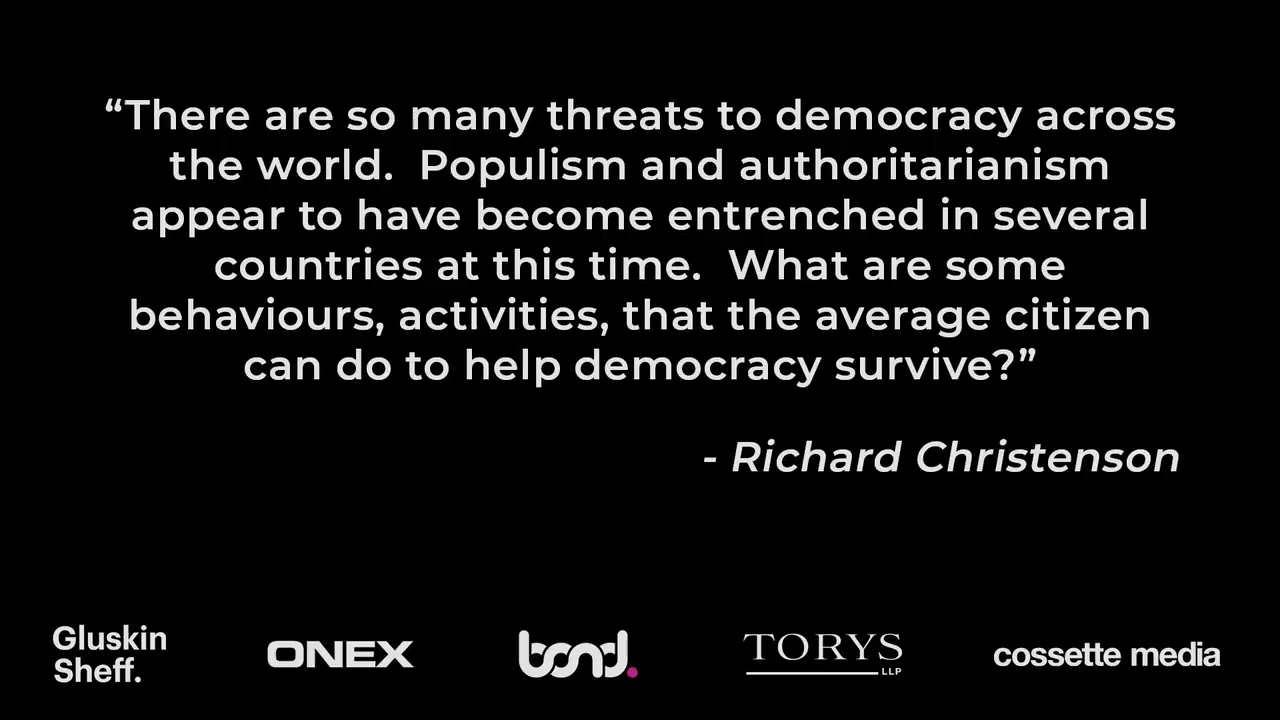 “There are so many threats to democracy across
the world.  Populism and authoritarianism
appear to have become entrenched in several
countries at this time.  What are some
behaviours, activities, that the average citizen
can do to help democracy survive?”
- Richard Christenson
Gluskin
Sheff.
ONEX
bond.
TORYS
LLP
cossette media